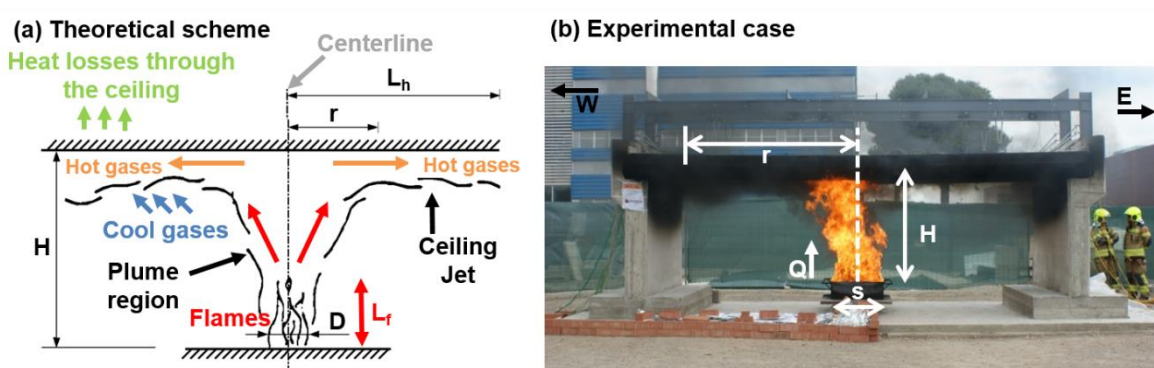 (a) Theoretical scheme
Heat losses through
the ceiling
Centerline
Lh
r
Hot gases
Hot gases
H
Cool gases
Plume
region
Ceiling
Jet
Flames
D
Lf
(b) Experimental case
W
E
r
H
Q
s